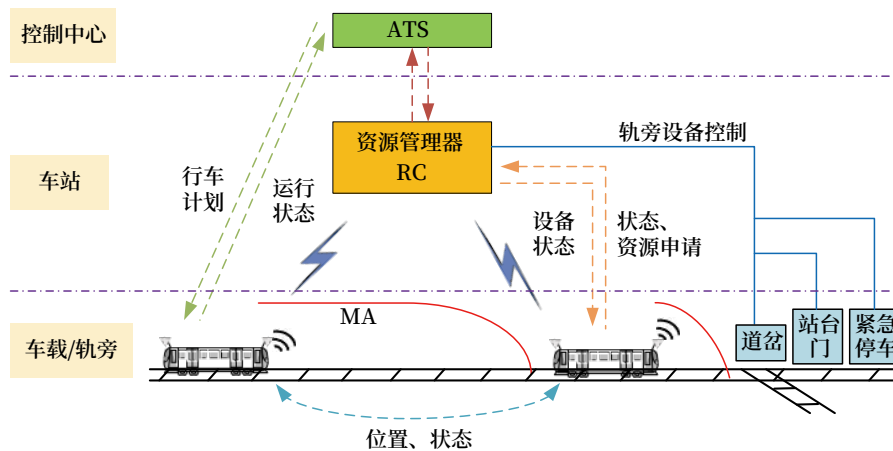 控制中心
ATS
资源管理器
RC
轨旁设备控制
车站
行车
计划
运行
状态
设备
状态
状态、
资源申请
MA
车载/轨旁
道岔
站台
门
紧急
停车
位置、状态